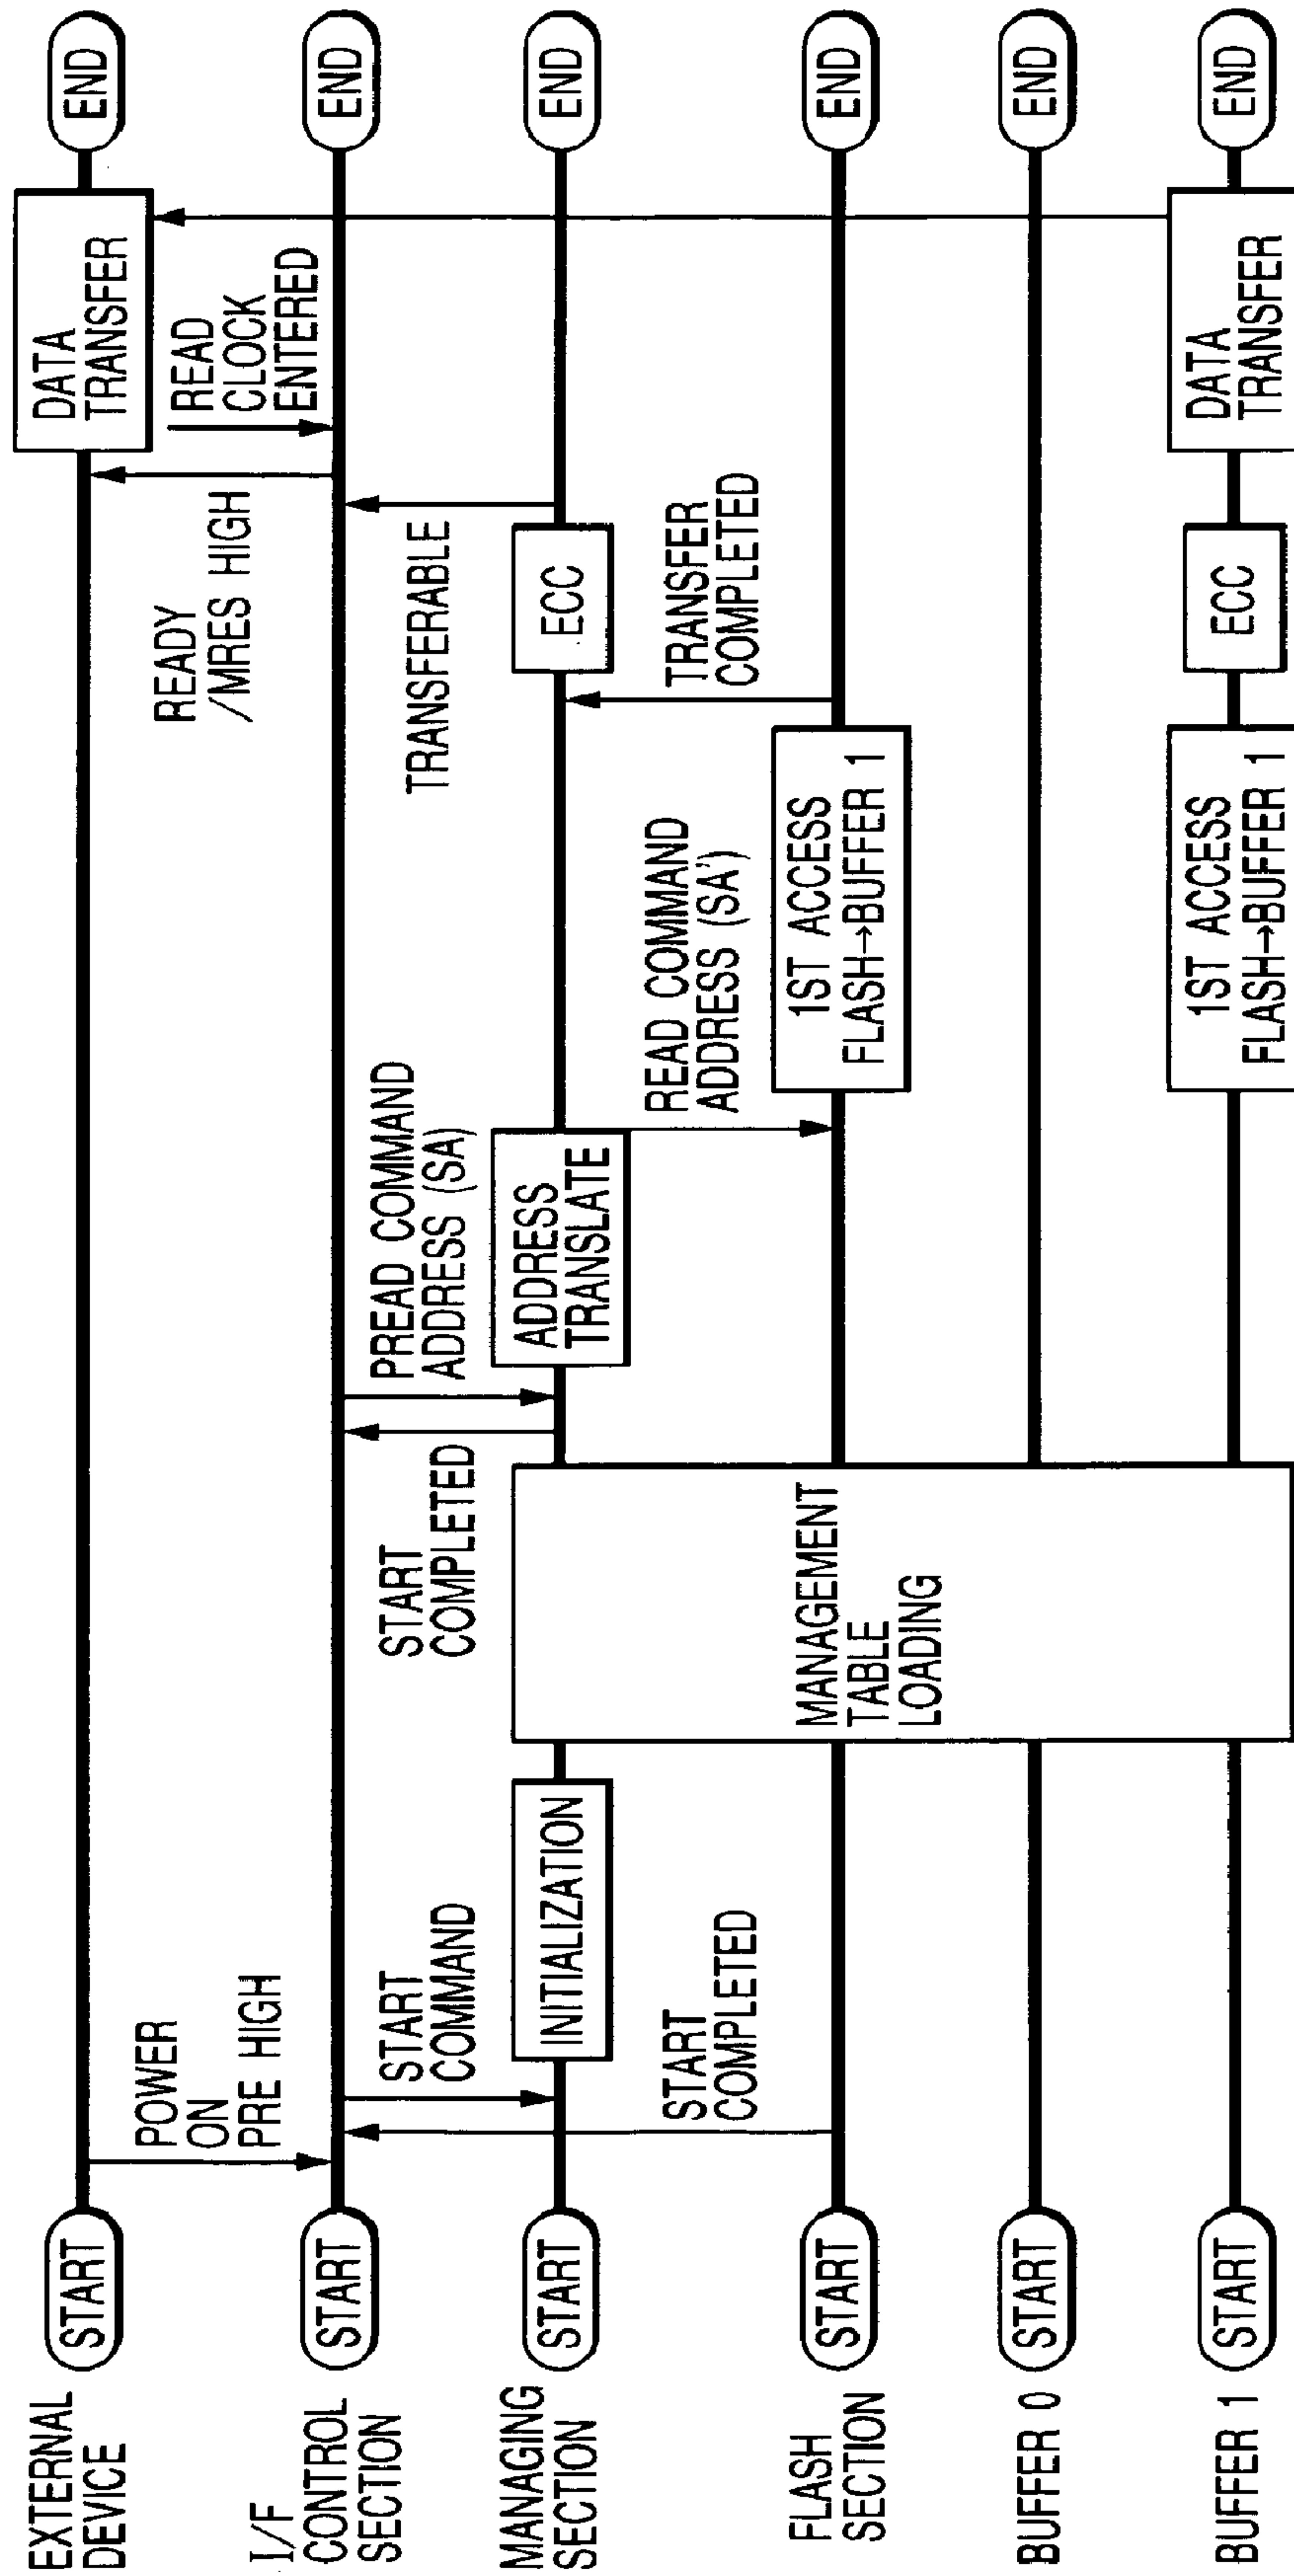 EXTERNAL
DEVICE
START
POWER
ON
PRE HIGH
READY
/MRES HIGH
DATA
TRANSFER
READ
CLOCK
ENTERED
END
I/F
CONTROL
SECTION
START
START
COMMAND
START
COMPLETED
PREAD COMMAND
ADDRESS (SA)
TRANSFERABLE
END
MANAGING
SECTION
START
INITIALIZATION
MANAGEMENT
TABLE
LOADING
ADDRESS
TRANSLATE
ECC
END
START
COMPLETED
READ COMMAND
ADDRESS (SA')
TRANSFER
COMPLETED
FLASH
SECTION
START
1ST ACCESS
FLASH→BUFFER 1
END
BUFFER 0
START
END
BUFFER 1
START
1ST ACCESS
FLASH→BUFFER 1
ECC
DATA
TRANSFER
END